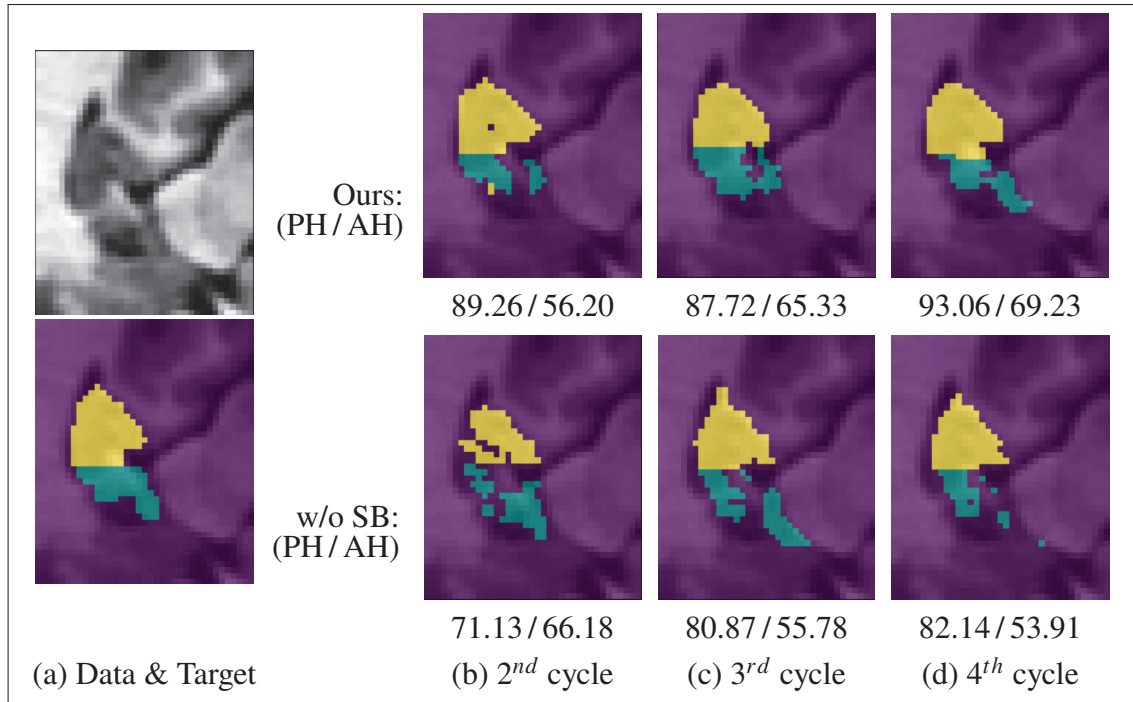 Ours:
(PH / AH)
89.26 / 56.20 87.72 / 65.33 93.06 / 69.23
w/o SB:
(PH / AH)
71.13 / 66.18 80.87 / 55.78 82.14 / 53.91
(a) Data & Target (b) 2nd cycle (c) 3rd cycle (d) 4th cycle